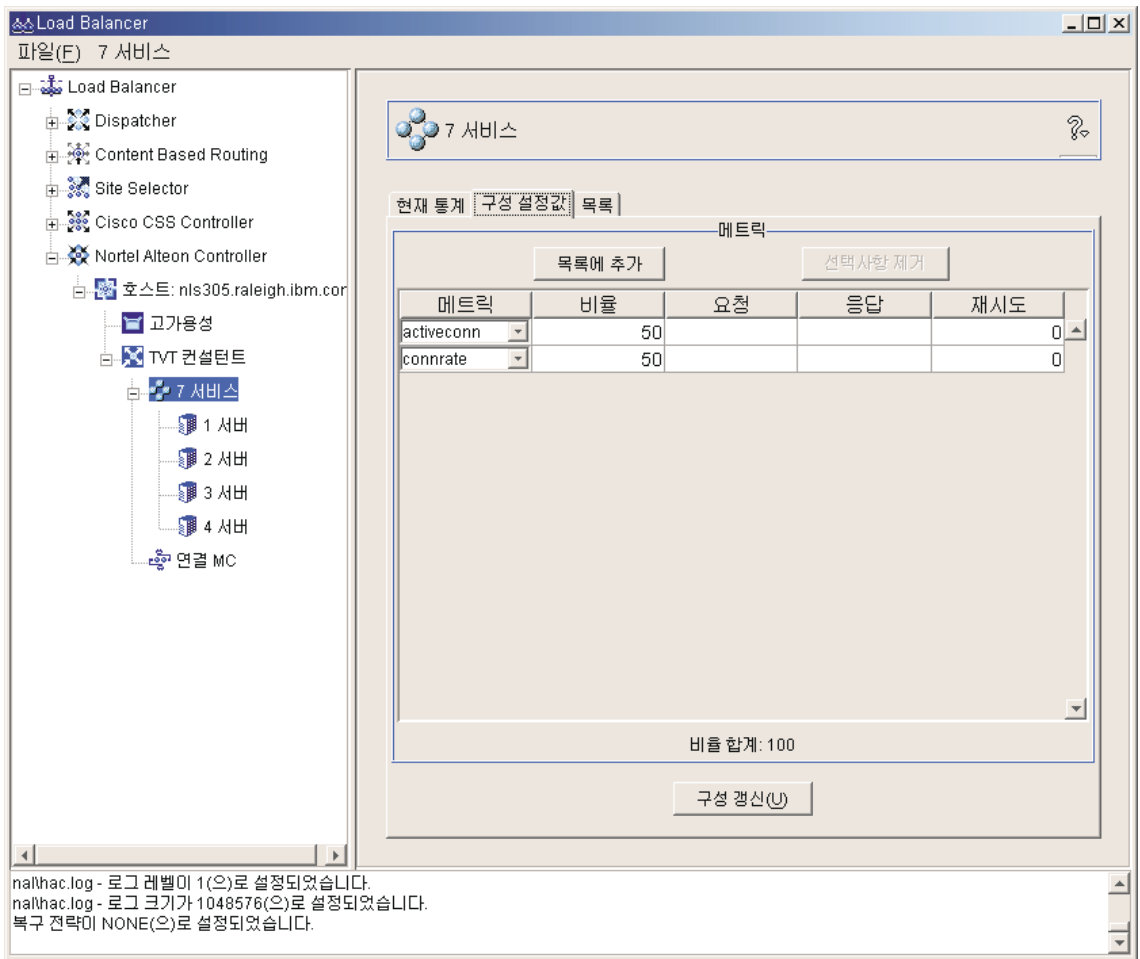 Load Balancer
파일(F) 7 서비스
Load Balancer
Dispatcher
Content Based Routing
Site Selector
Cisco CSS Controller
Nortel Alteon Controller
호스트: nls305.raleigh.ibm.cor
고가용성
TVT 컨설턴트
7 서비스
1 서버
2 서버
3 서버
4 서버
연결 MC
7 서비스
현재 통계 구성 설정값 목록
메트릭
목록에 추가 선택사항 제거
메트릭 비율 요청 응답 재시도
activeconn 50 0
connrate 50 0
비율 합계: 100
구성 갱신(U)
nal\hac.log - 로그 레벨이 1(으)로 설정되었습니다.
nal\hac.log - 로그 크기가 1048576(으)로 설정되었습니다.
복구 전략이 NONE(으)로 설정되었습니다.